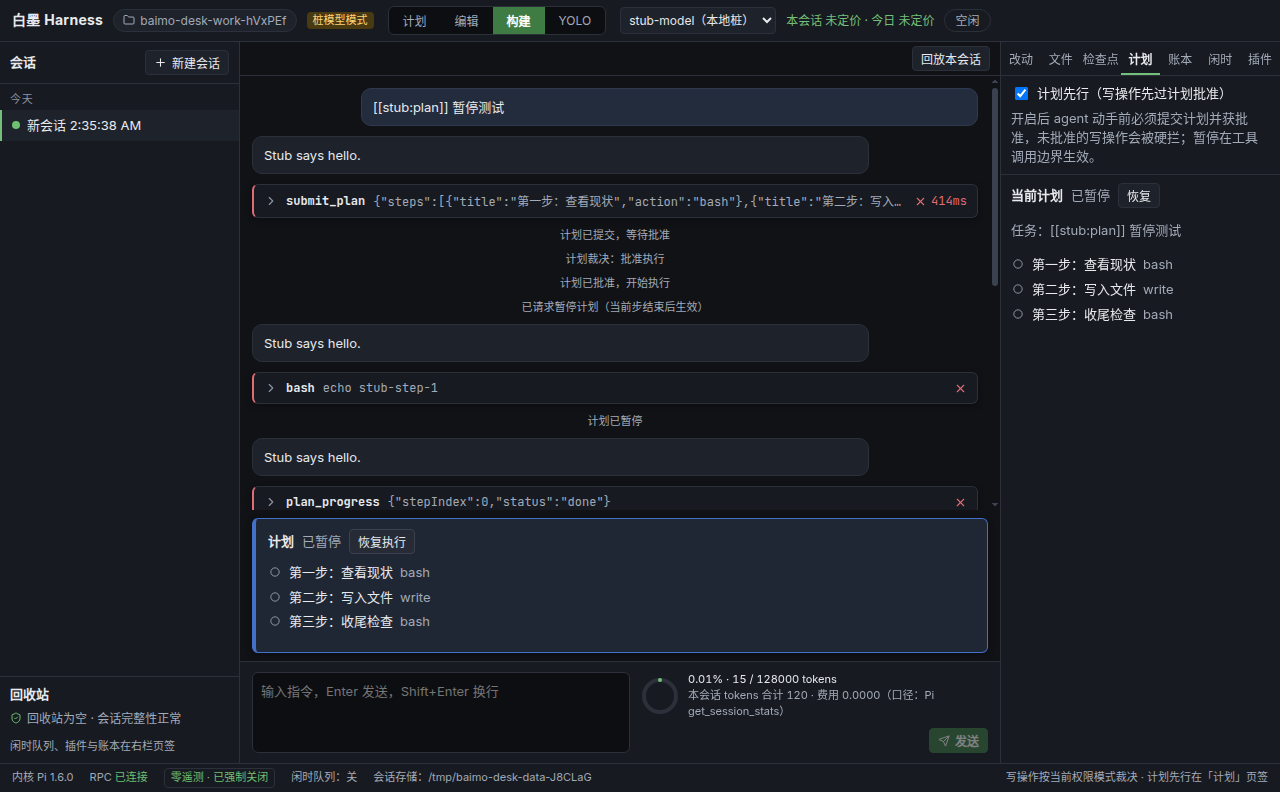 白墨 Harness
baimo-desk-work-hVxPEf
桩模型模式
计划
编辑
构建
YOLO
stub-model（本地桩）
本会话 未定价 · 今日 未定价
空闲
会话
新建会话
今天
新会话 2:35:38 AM
回收站
回收站为空 · 会话完整性正常
闲时队列、插件与账本在右栏页签
回放本会话
[[stub:plan]] 暂停测试
Stub says hello.
submit_plan {"steps":[{"title":"第一步：查看现状","action":"bash"},{"title":"第二步：写入… 414ms
计划已提交，等待批准
计划裁决：批准执行
计划已批准，开始执行
已请求暂停计划（当前步结束后生效）
Stub says hello.
bash echo stub-step-1
计划已暂停
Stub says hello.
plan_progress {"stepIndex":0,"status":"done"}
计划 已暂停 恢复执行
第一步：查看现状 bash
第二步：写入文件 write
第三步：收尾检查 bash
输入指令，Enter 发送，Shift+Enter 换行
0.01% · 15 / 128000 tokens
本会话 tokens 合计 120 · 费用 0.0000（口径：Pi
get_session_stats）
发送
改动
文件
检查点
计划
账本
闲时
插件
计划先行（写操作先过计划批准）
开启后 agent 动手前必须提交计划并获批
准，未批准的写操作会被硬拦；暂停在工具
调用边界生效。
当前计划 已暂停 恢复
任务：[[stub:plan]] 暂停测试
第一步：查看现状 bash
第二步：写入文件 write
第三步：收尾检查 bash
内核 Pi 1.6.0
RPC 已连接
零遥测 · 已强制关闭
闲时队列：关
会话存储：/tmp/baimo-desk-data-J8CLaG
写操作按当前权限模式裁决 · 计划先行在「计划」页签